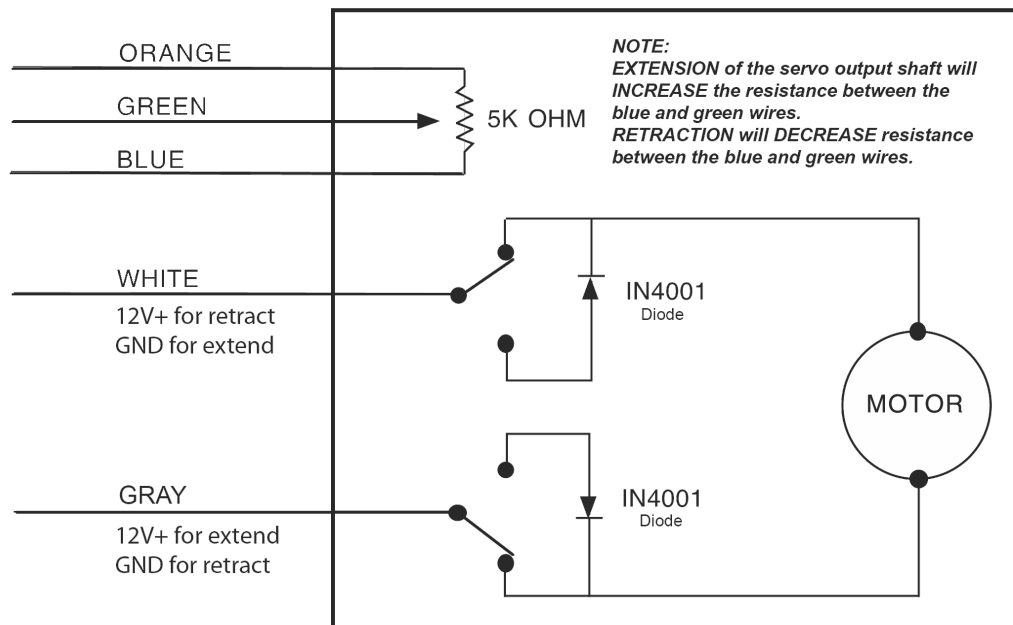 ORANGE
GREEN
5K OHM
BLUE
NOTE:
EXTENSION of the servo output shaft will
INCREASE the resistance between the
blue and green wires.
RETRACTION will DECREASE resistance
between the blue and green wires.
WHITE
12V+ for retract
GND for extend
IN4001
Diode
MOTOR
GRAY
12V+ for extend
GND for retract
IN4001
Diode